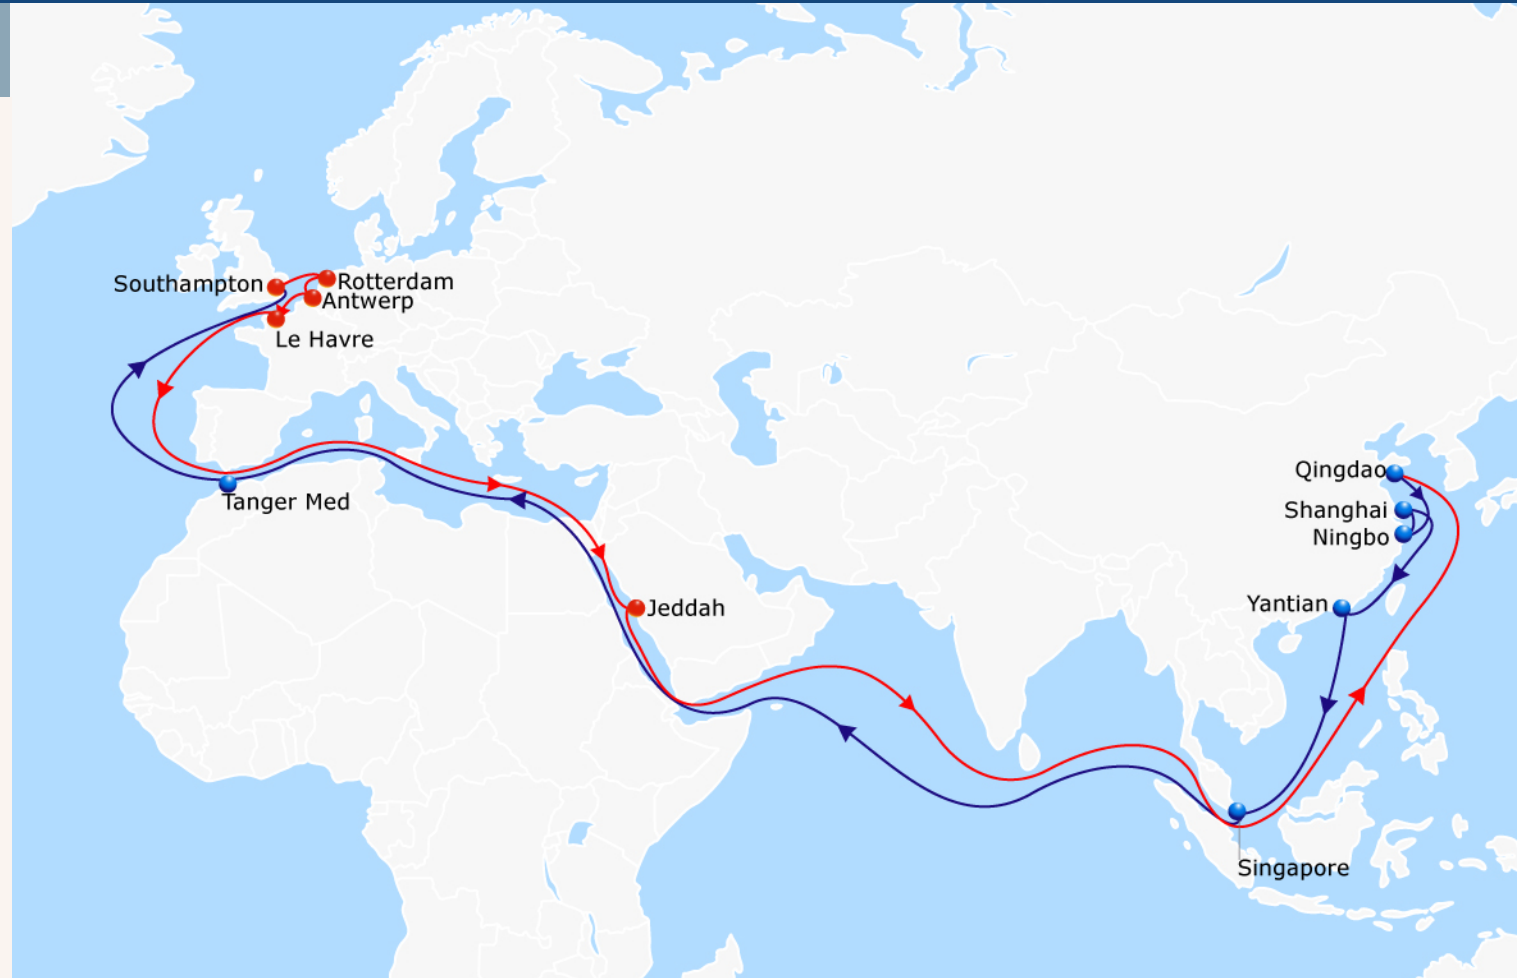 Southampton
Rotterdam
Antwerp
Le Havre
Qingdao
Tanger Med
Shanghai
Ningbo
Yantian
Jeddah
Singapore